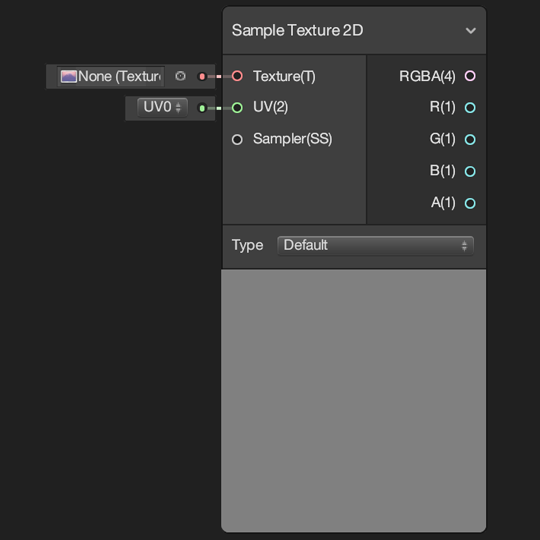 Sample Texture 2D
None (Textur
Texture(T)
RGBA(4)
UV0
UV(2)
R(1)
Sampler(SS)
G(1)
B(1)
A(1)
Type
Default